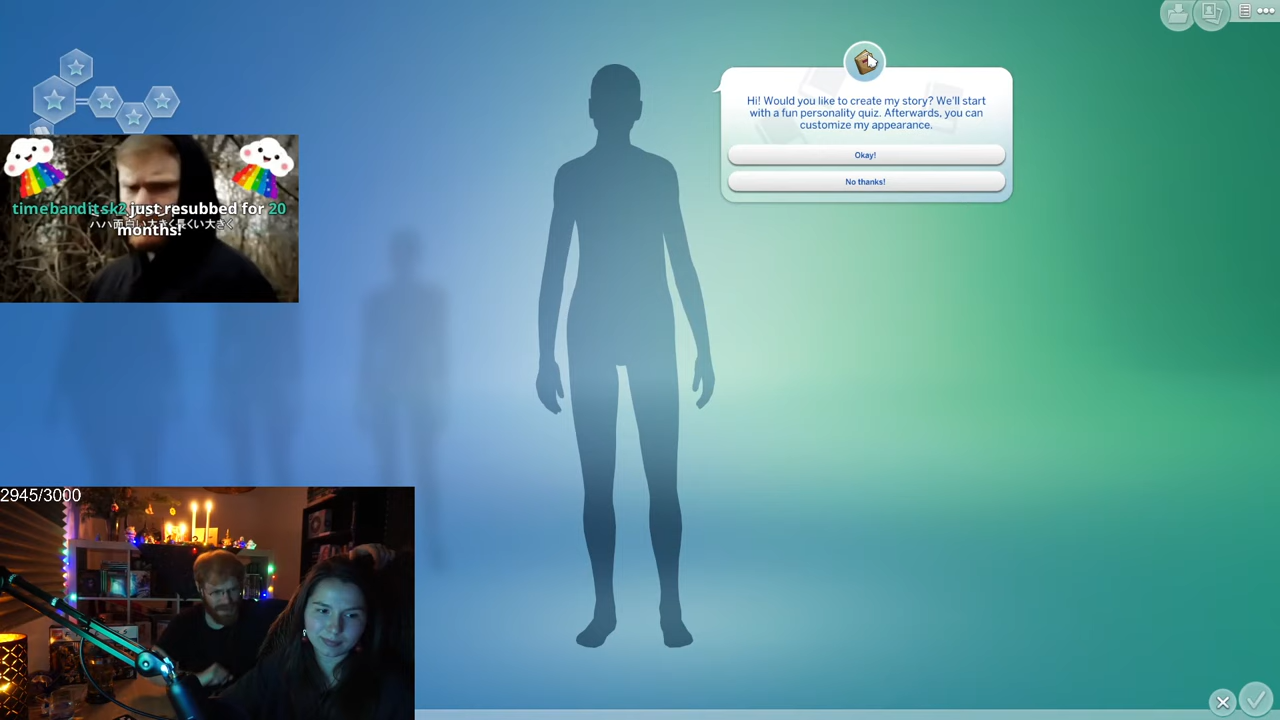 Hi! Would you like to create my story? We'll start
with a fun personality quiz. Afterwards, you can
customize my appearance.
Okay!
No thanks!
timebanditsk2 just resubbed for 20
months!
2945/3000